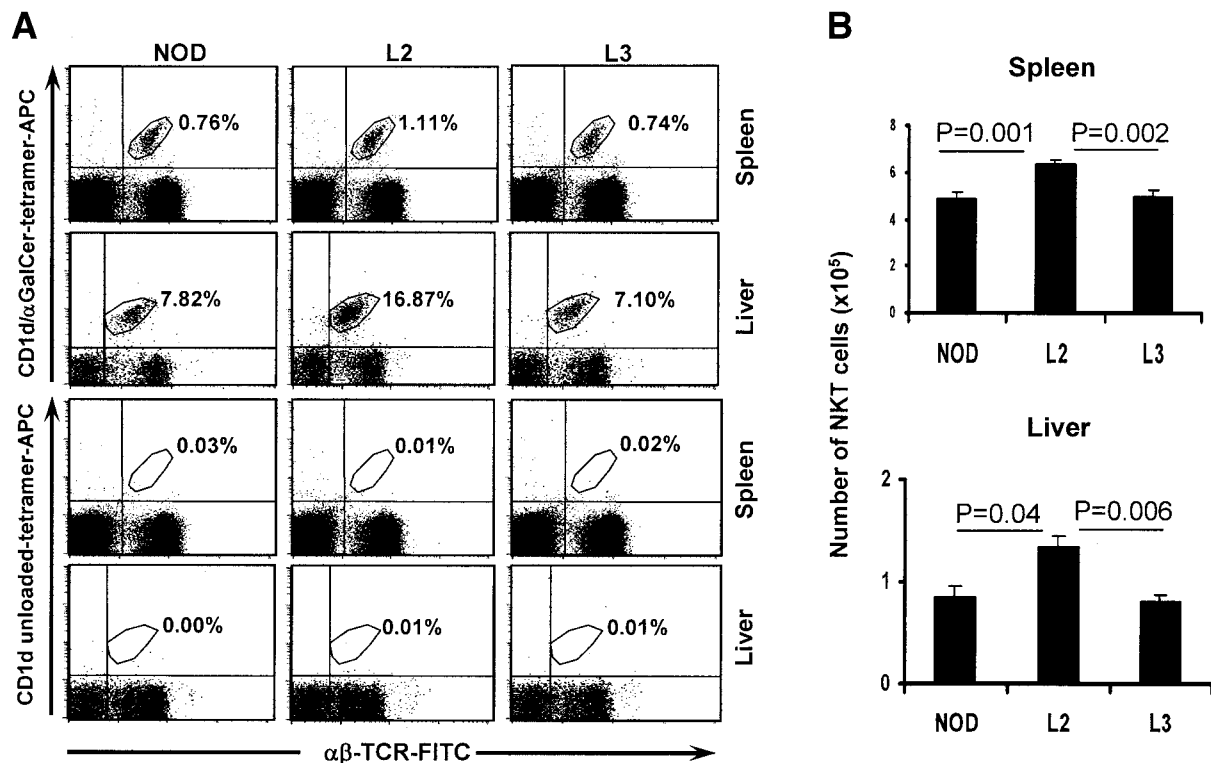 A
NOD L2 L3
CD1d/αGalCer-tetramer-APC
0.76% 1.11% 0.74%
Spleen
7.82% 16.87% 7.10%
Liver
CD1d unloaded-tetramer-APC
0.03% 0.01% 0.02%
Spleen
0.00% 0.01% 0.01%
Liver
αβ-TCR-FITC
B
Number of NKT cells (x10⁵)
Spleen
8
P=0.001 P=0.002
6
4
2
0
NOD L2 L3
Liver
2
P=0.04 P=0.006
1
0
NOD L2 L3